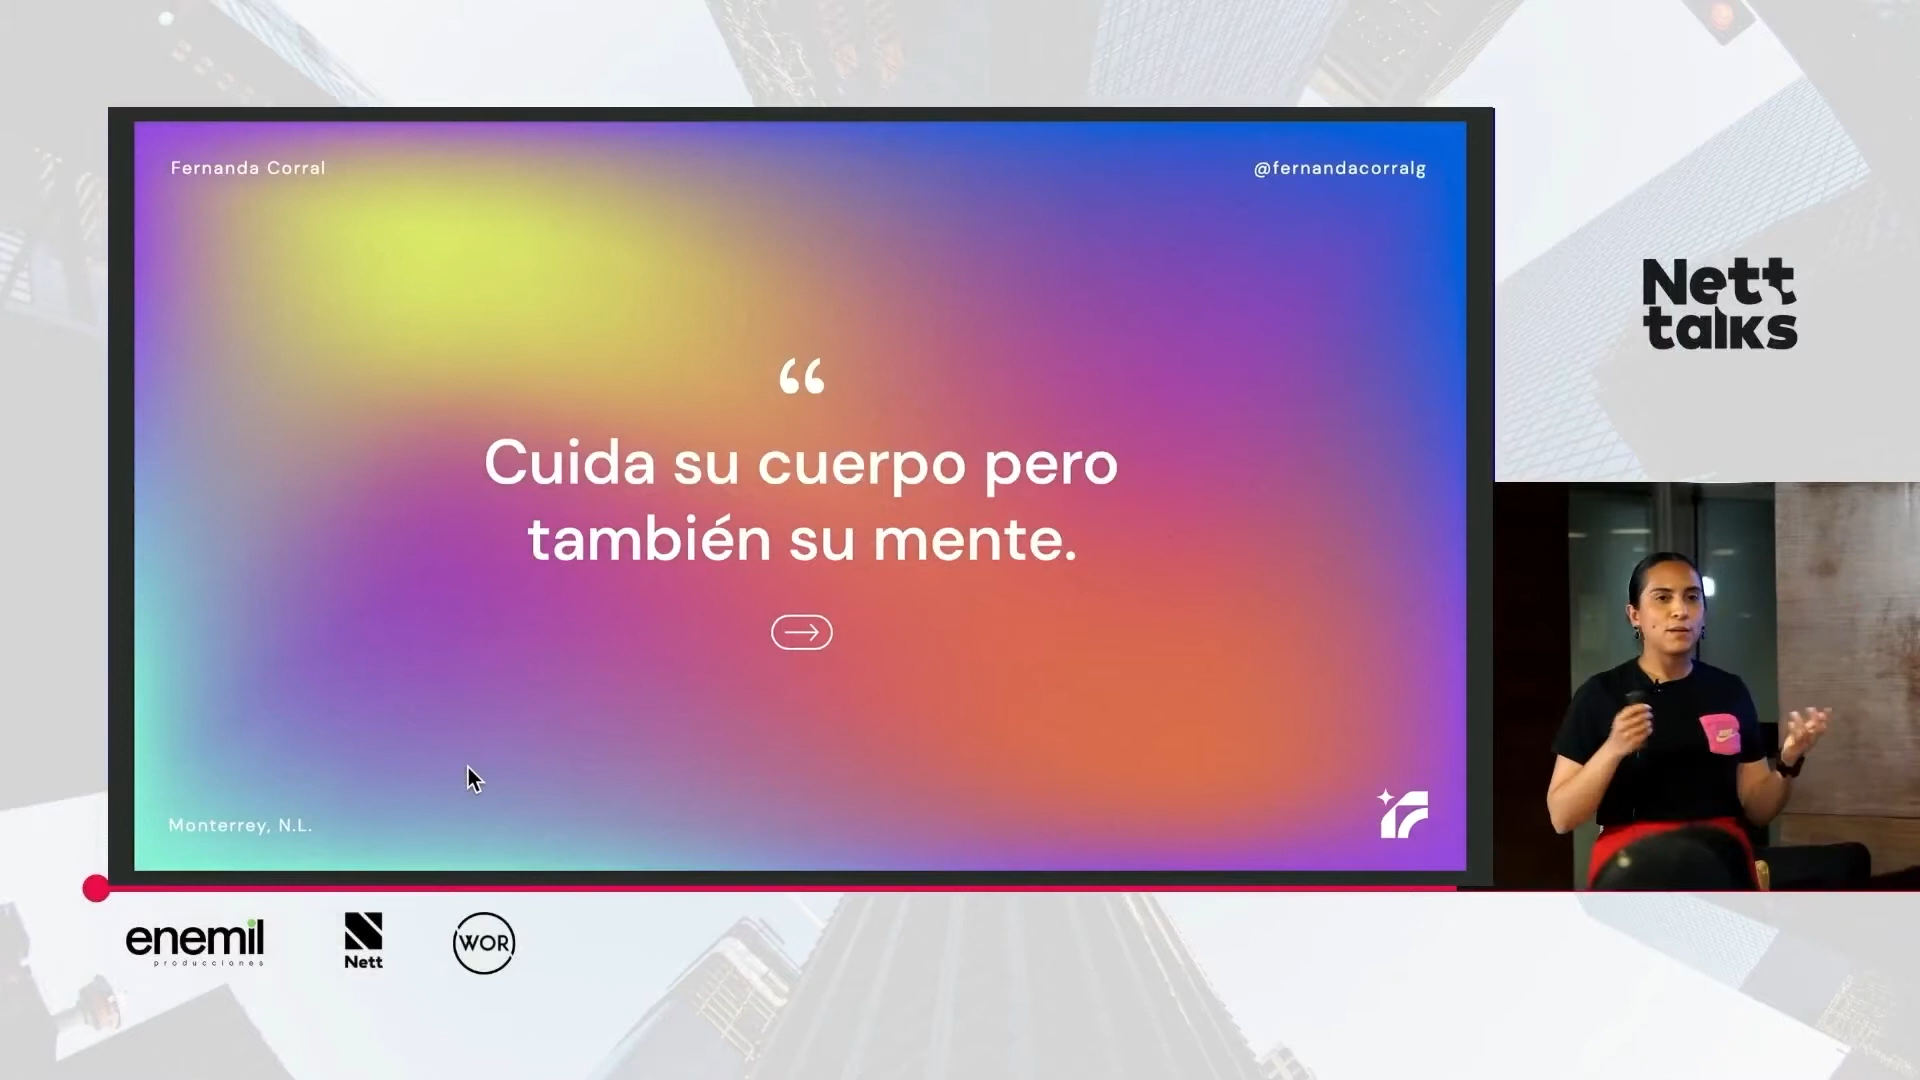 Fernanda Corral
@fernandacorralg
“
Cuida su cuerpo pero
también su mente.
Monterrey, N.L.
Nett
talks
enemil
producciones
Nett
WOR